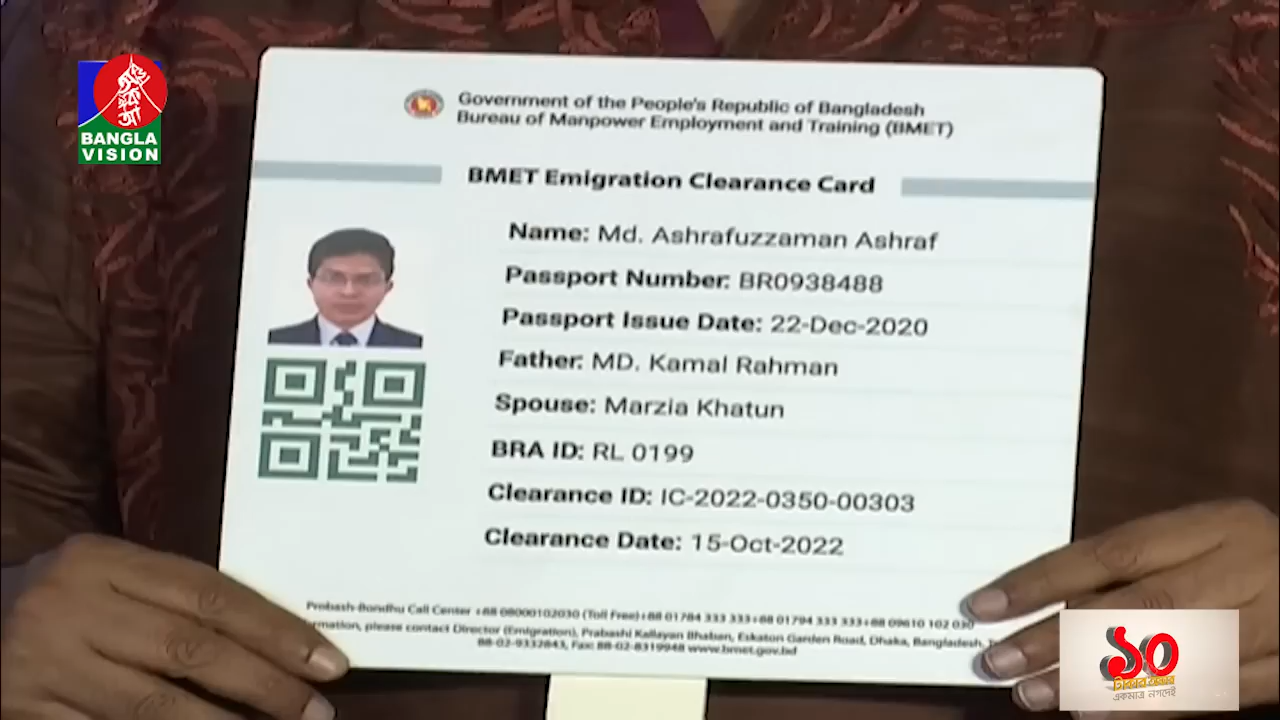 BANGLA
VISION
Government of the People's Republic of Bangladesh
Bureau of Manpower Employment and Training (BMET)
BMET Emigration Clearance Card
Name: Md. Ashrafuzzaman Ashraf
Passport Number: BR0938488
Passport Issue Date: 22-Dec-2020
Father: MD. Kamal Rahman
Spouse: Marzia Khatun
BRA ID: RL 0199
Clearance ID: IC-2022-0350-00303
Clearance Date: 15-Oct-2022
Probash-Bondhu Call Center +88 08000102030 (Toll Free)+88 01784 333 333+88 01794 333 333+88 09610 102 030
please contact Director (Emigration), Prabashi Kallayan Bhaban, Eskaton Garden Road, Dhaka, Bangladesh,
88-02-9332843, Fax: 88-02-8319948 www.bmet.gov.bd
১০
একমাত্র নগদেই